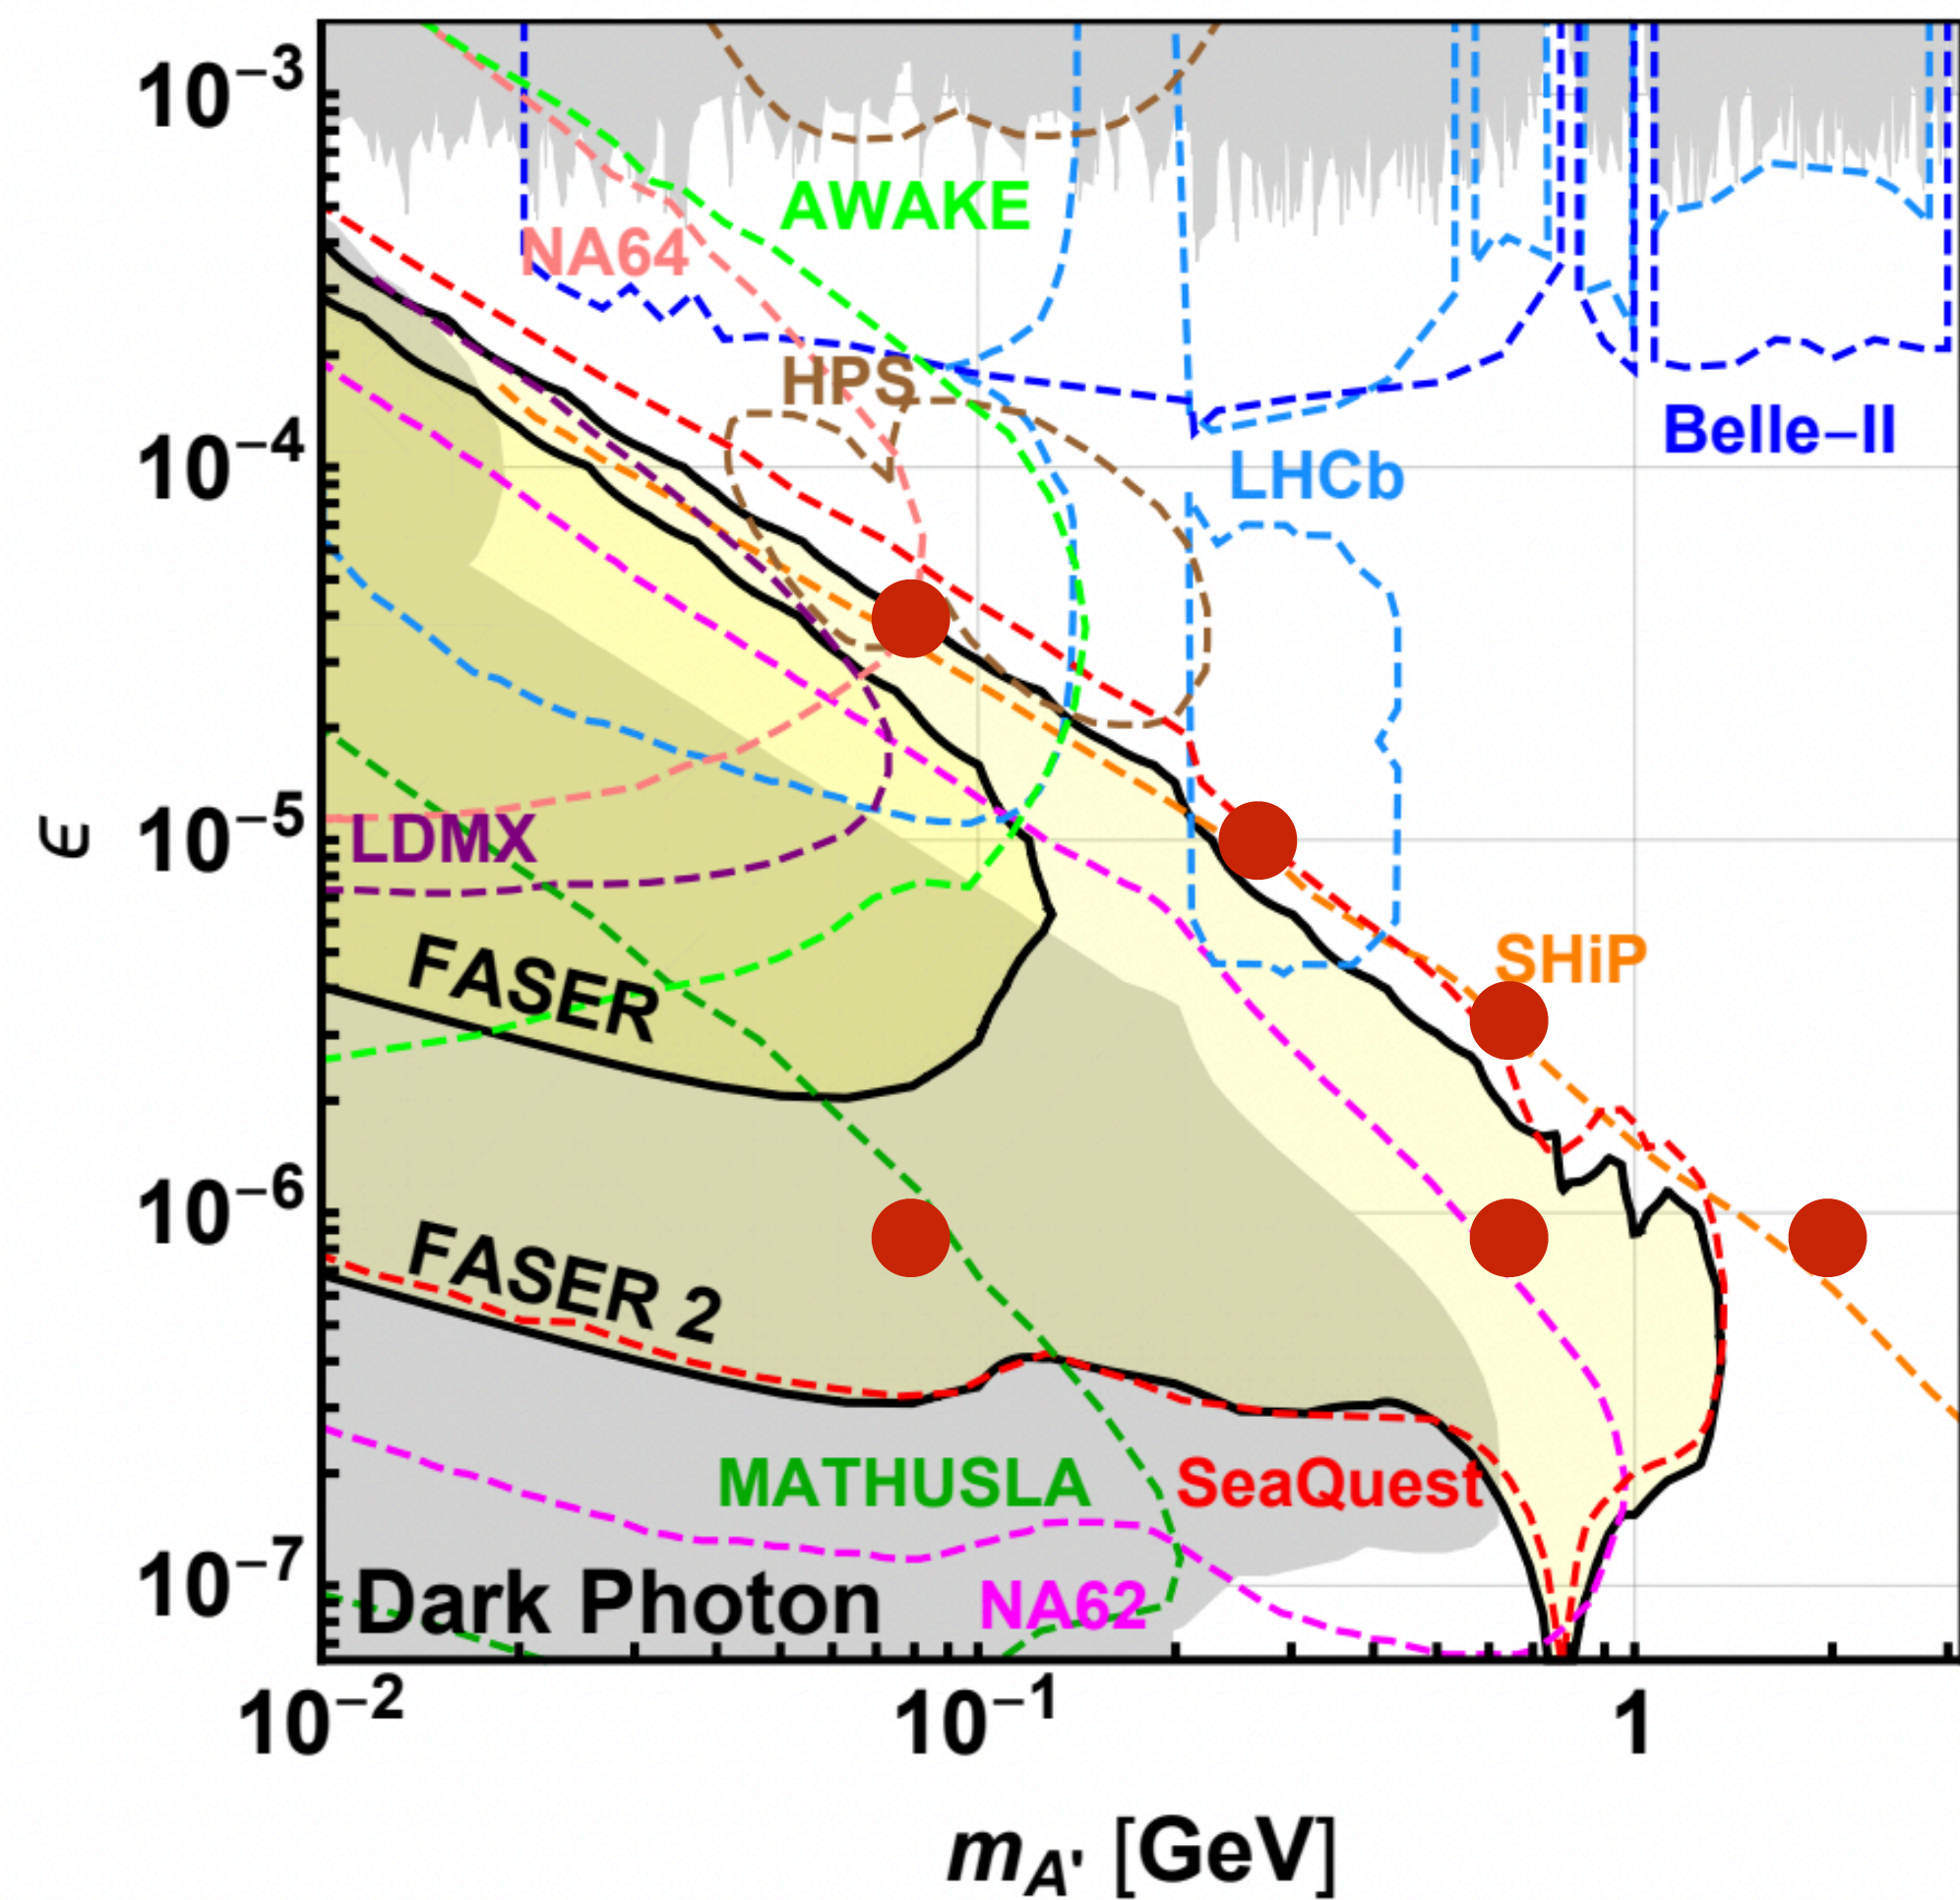 10⁻³
AWAKE
NA64
HPS
10⁻⁴
Belle–II
LHCb
ϵ
10⁻⁵
LDMX
FASER
SHiP
10⁻⁶
FASER 2
MATHUSLA
SeaQuest
10⁻⁷
Dark Photon
NA62
10⁻² 10⁻¹ 1
m_A' [GeV]